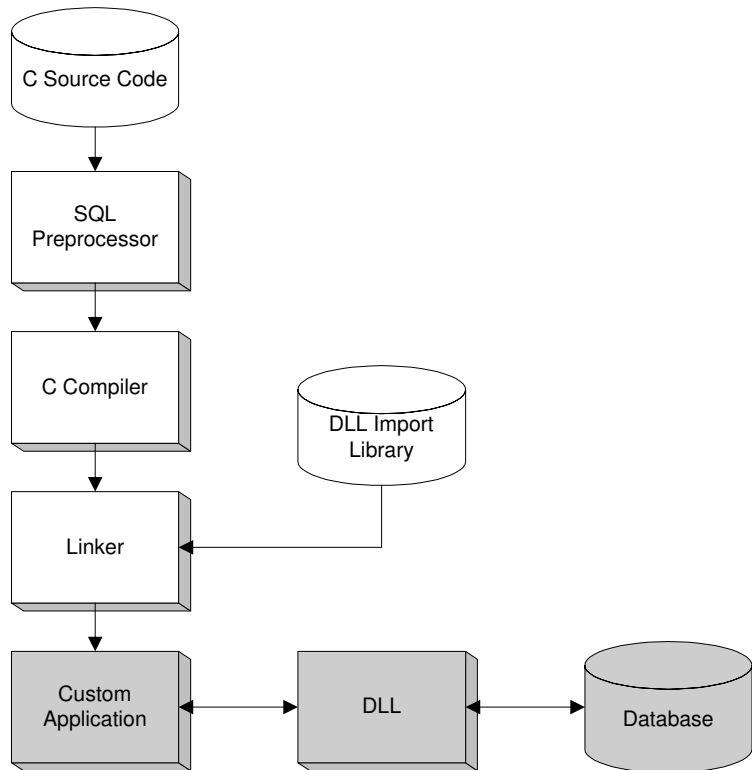 C Source Code
SQL
Preprocessor
C Compiler
DLL Import
Library
Linker
Custom
Application
DLL
Database